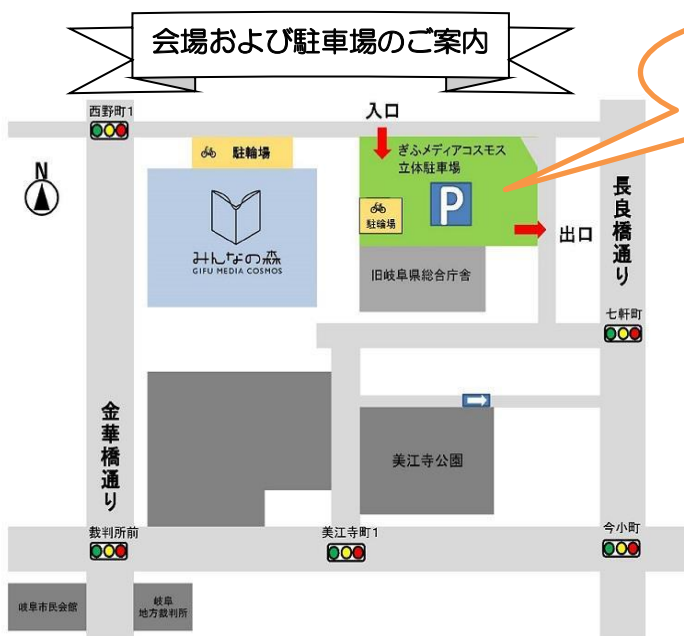 会場および駐車場のご案内
西野町1
入口
駐輪場
ぎふメディアコスモス
立体駐車場
N
P
駐輪場
長良橋通り
みんなの森
GIFU MEDIA COSMOS
出口
旧岐阜県総合庁舎
七軒町
金華橋通り
美江寺公園
裁判所前
美江寺町1
今小町
岐阜市民会館
岐阜
地方裁判所